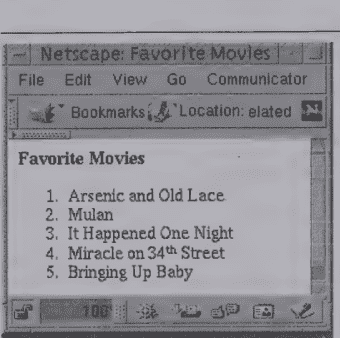 Netscape: Favorite Movies
File Edit View Go Communicator
Bookmarks Location: elated N
Favorite Movies
1. Arsenic and Old Lace
2. Mulan
3. It Happened One Night
4. Miracle on 34th Street
5. Bringing Up Baby